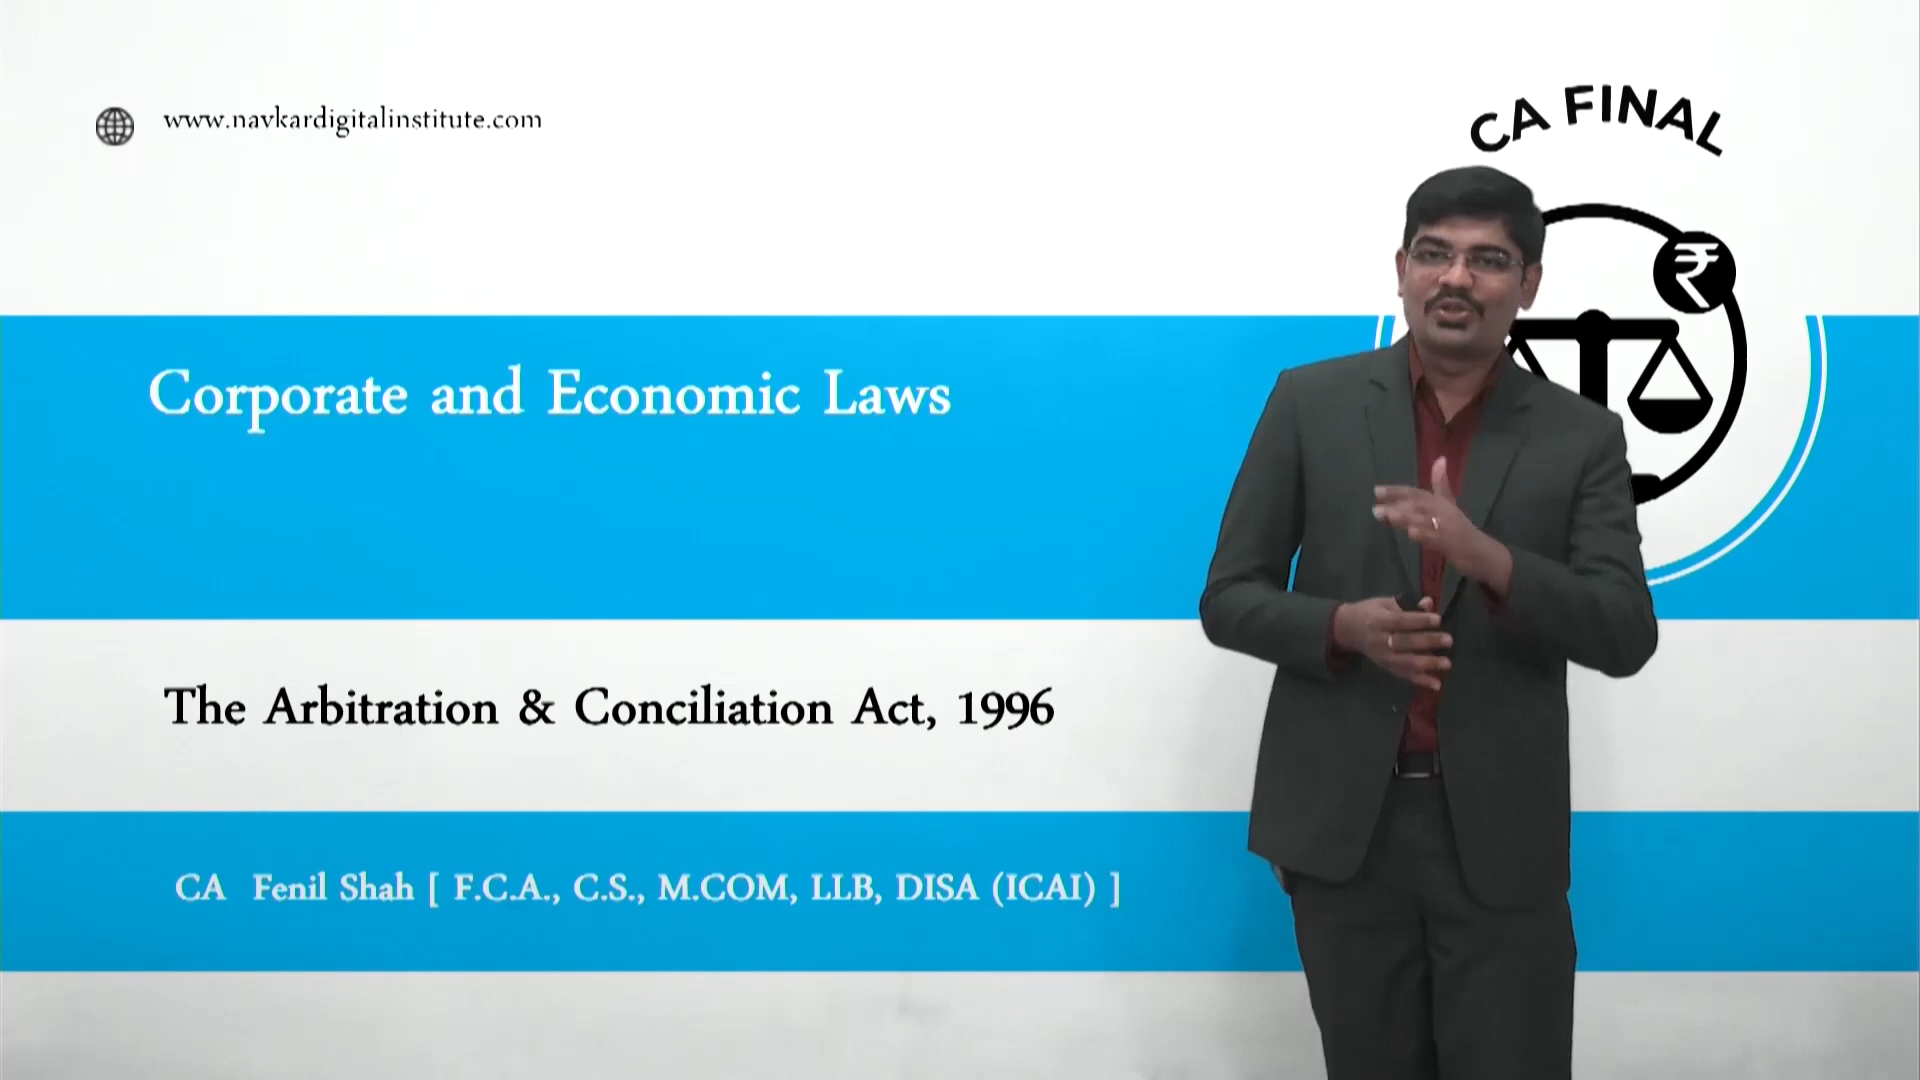 www.navkardigitalinstitute.com
CA FINAL
₹
Corporate and Economic Laws
The Arbitration & Conciliation Act, 1996
CA Fenil Shah [ F.C.A., C.S., M.COM, LLB, DISA (ICAI) ]